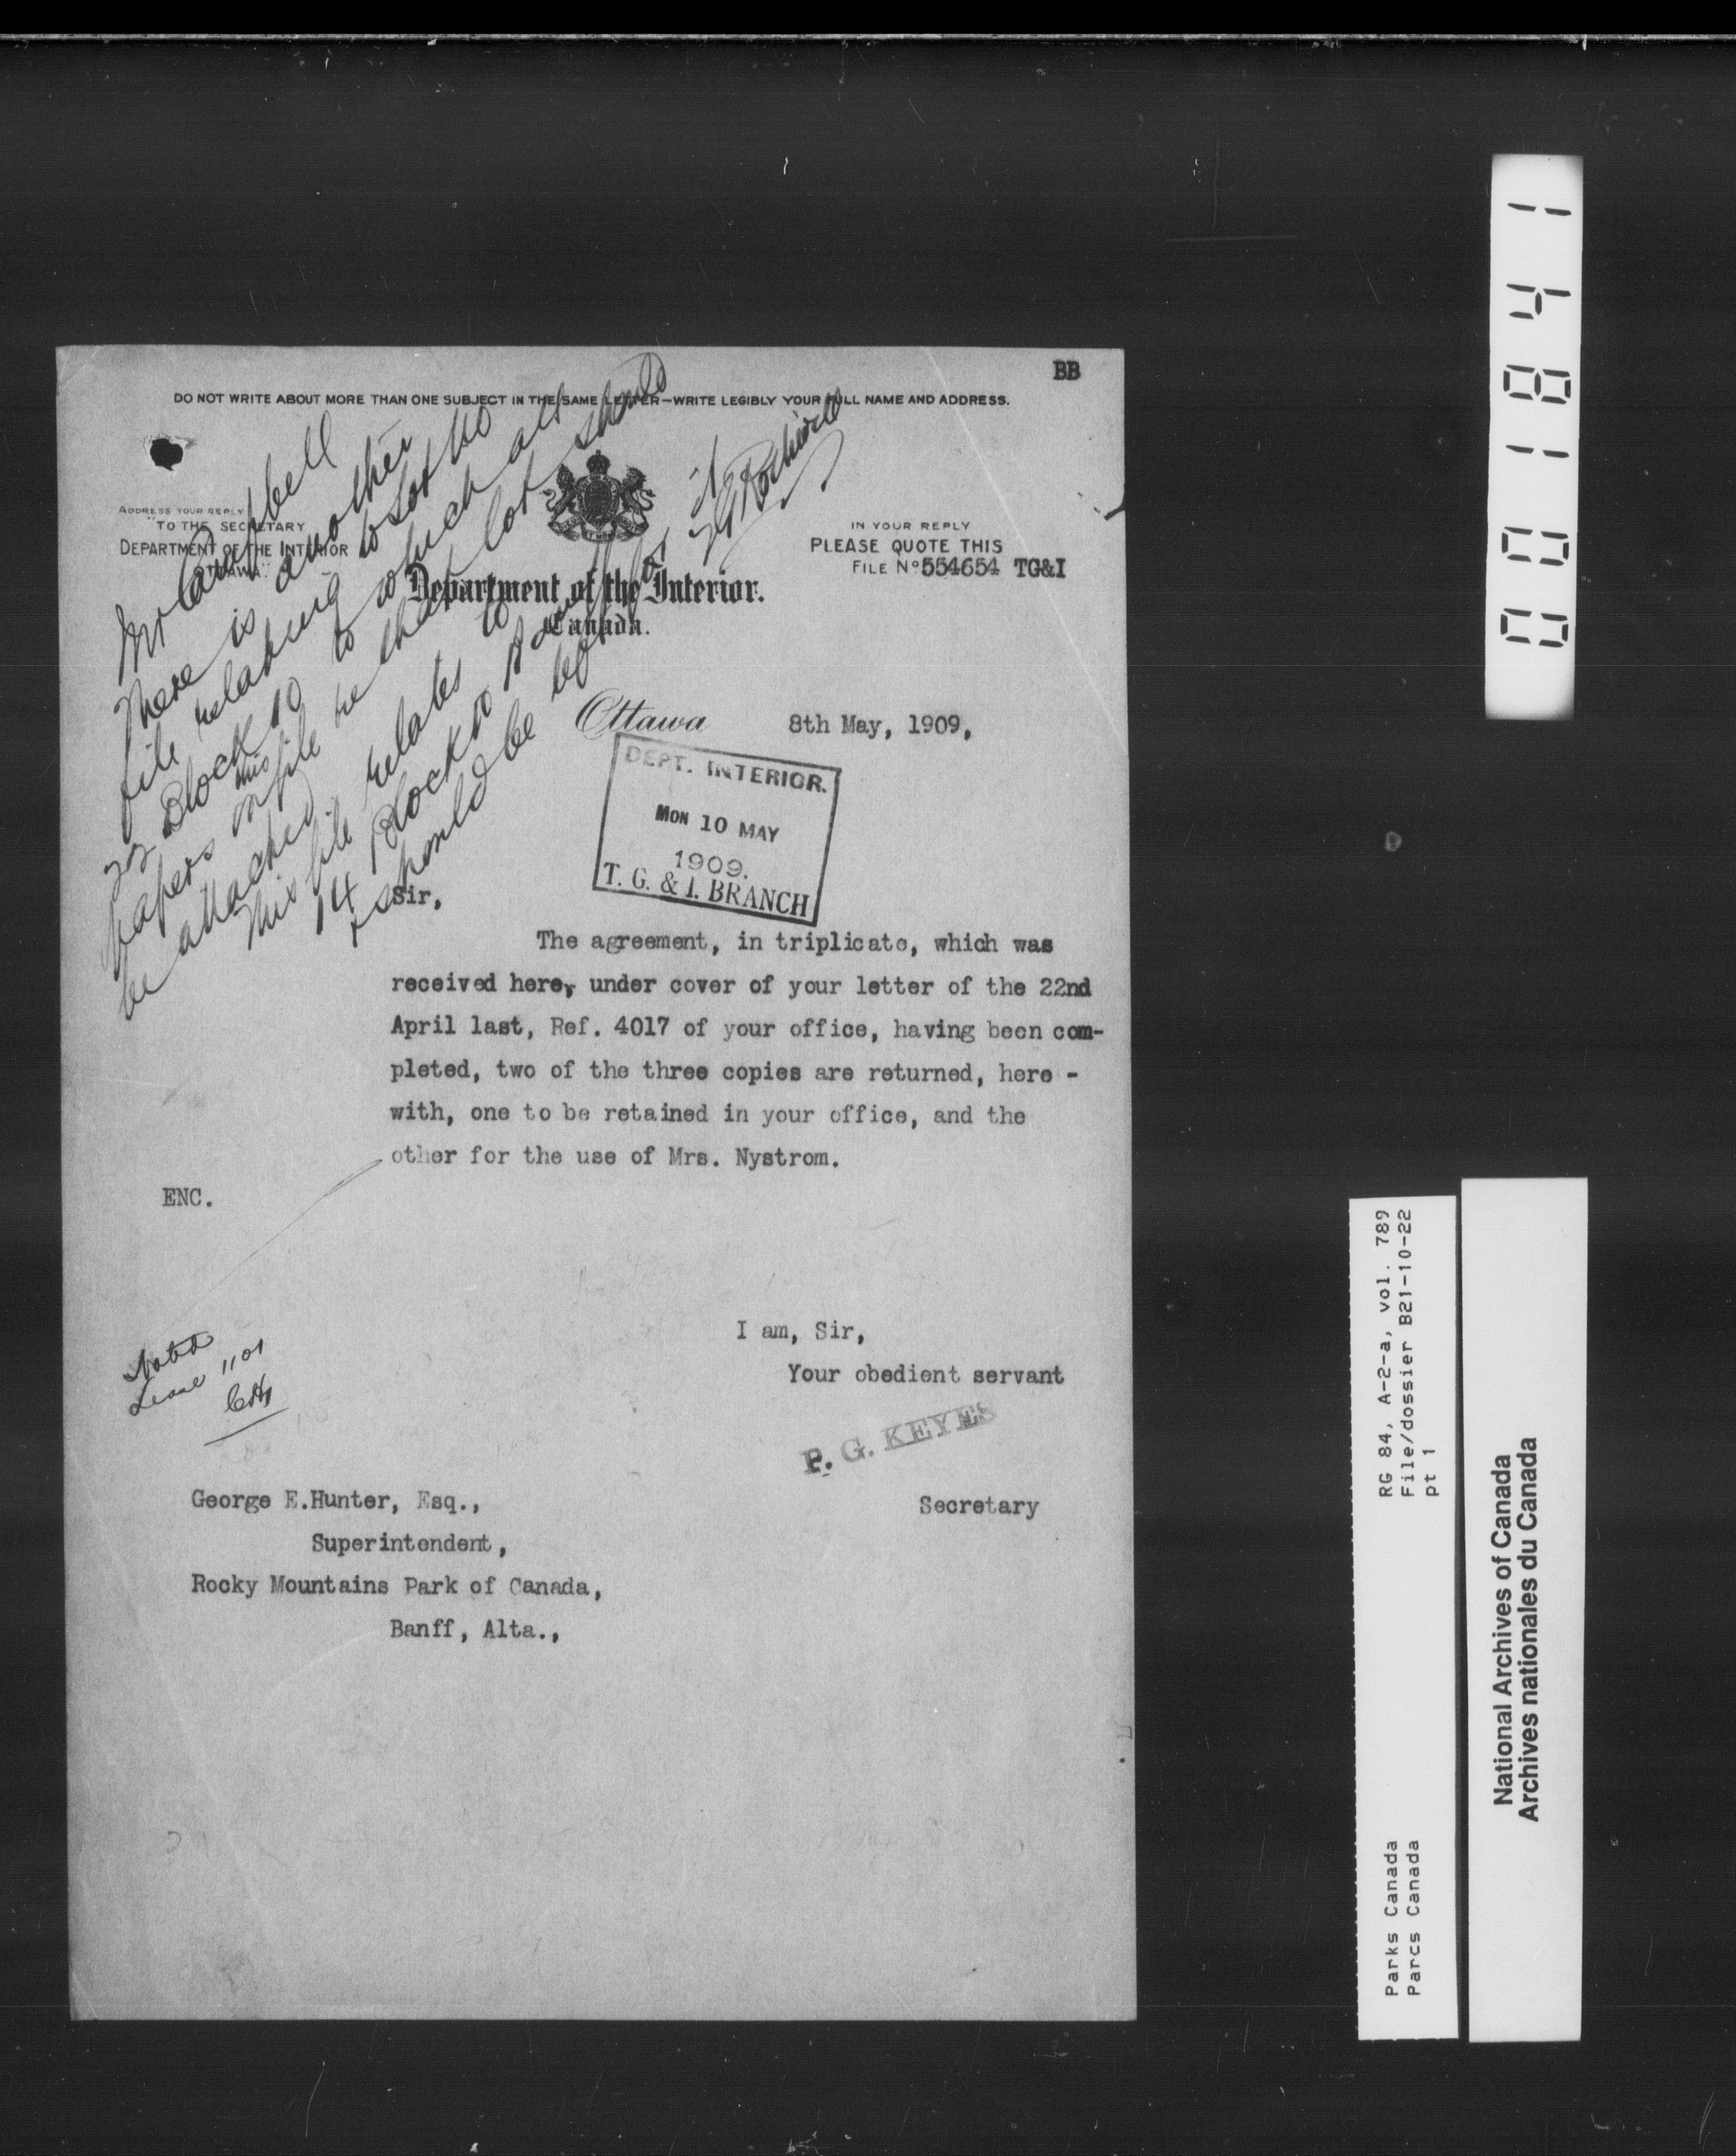 BB
DO NOT WRITE ABOUT MORE THAN ONE SUBJECT IN THE SAME LETTER—WRITE LEGIBLY YOUR FULL NAME AND ADDRESS.
ADDRESS YOUR REPLY
"TO THE SECRETARY
DEPARTMENT OF THE INTERIOR
OTTAWA."
IN YOUR REPLY
PLEASE QUOTE THIS
FILE No 554654 TG&I
Department of the Interior.
Canada.
Mr Campbell
There is another
file relating to Lot No
22 Block 10 to which all
papers on this file re that lot should
be attached
This file relates to
14 Block 10
& should be
it
Ottawa 8th May, 1909,
DEPT. INTERIOR.
MON 10 MAY
1909.
T. G. & I. BRANCH
Sir,
The agreement, in triplicate, which was
received here, under cover of your letter of the 22nd
April last, Ref. 4017 of your office, having been com-
pleted, two of the three copies are returned, here -
with, one to be retained in your office, and the
other for the use of Mrs. Nystrom.
ENC.
I am, Sir,
Your obedient servant
Noted
Lease 1101
P. G. KEYES
Secretary
George E.Hunter, Esq.,
Superintendent,
Rocky Mountains Park of Canada,
Banff, Alta.,
001841
RG 84, A-2-a, vol. 789
File/dossier B21-10-22
pt 1
Parks Canada
Parcs Canada
National Archives of Canada
Archives nationales du Canada